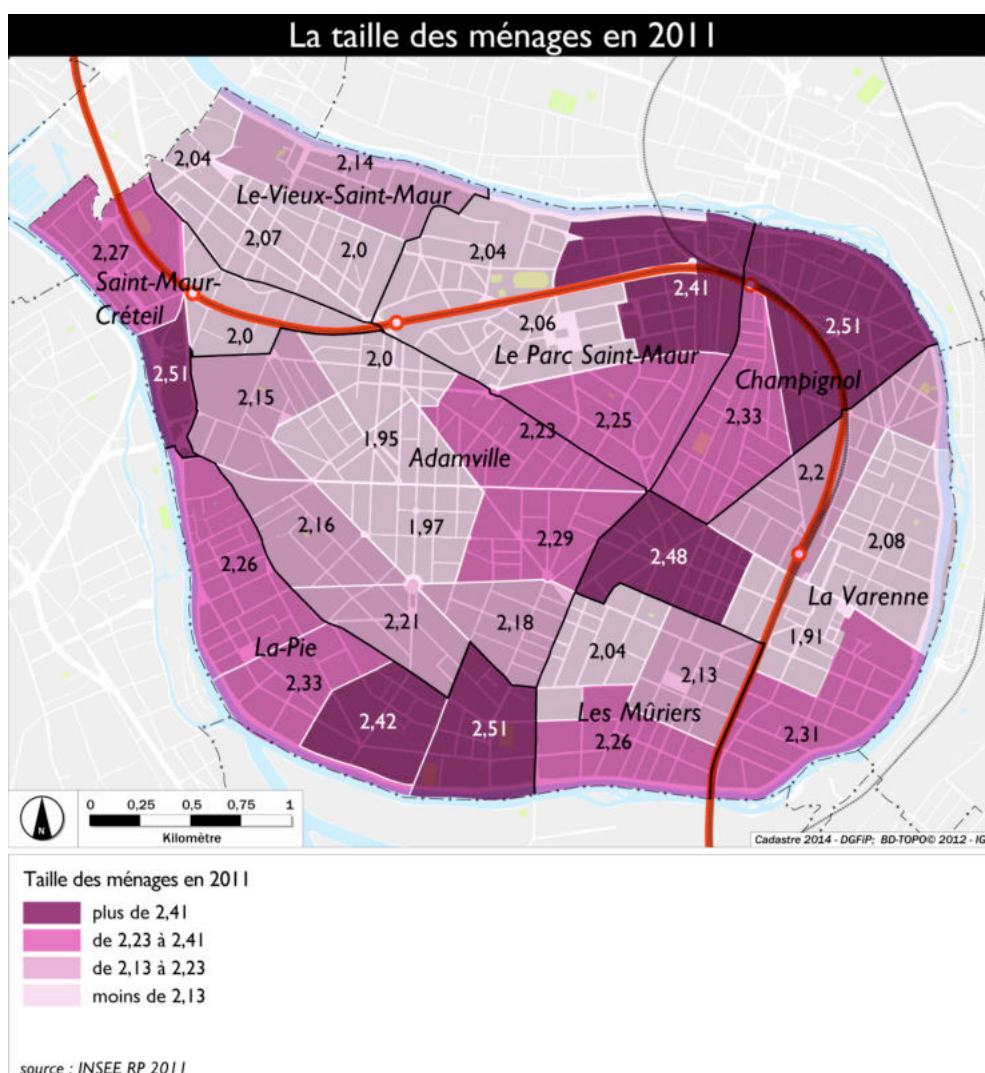 La taille des ménages en 2011
2,04
2,14
Le-Vieux-Saint-Maur
2,07
2,0
2,04
2,27
2,41
Saint-Maur-
Créteil
2,51
2,0
2,06
2,0
Le Parc Saint-Maur
2,51
Champignol
2,15
2,33
1,95
2,23
2,25
Adamville
2,2
2,16
1,97
2,29
2,48
2,08
2,26
La Varenne
2,21
2,18
1,91
La-Pie
2,04
2,13
2,33
2,42
2,51
Les Mûriers
2,26
2,31
N
0 0,25 0,5 0,75 1
Kilomètre
Cadastre 2014 - DGFiP; BD-TOPO© 2012 - IG
Taille des ménages en 2011
plus de 2,41
de 2,23 à 2,41
de 2,13 à 2,23
moins de 2,13
source : INSEE RP 2011